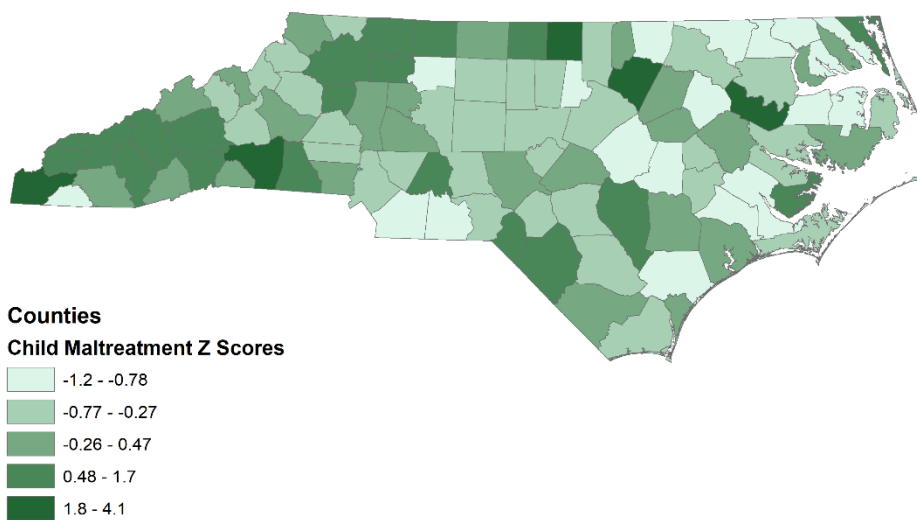 Counties
Child Maltreatment Z Scores
-1.2 - -0.78
-0.77 - -0.27
-0.26 - 0.47
0.48 - 1.7
1.8 - 4.1